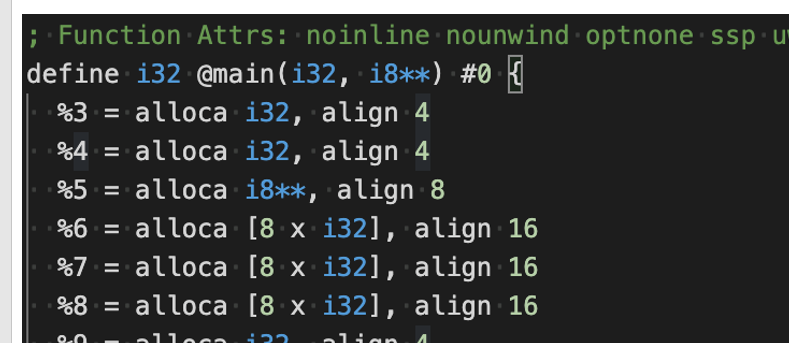 ; Function Attrs: noinline nounwind optnone ssp
define i32 @main(i32, i8**) #0 {
%3 = alloca i32, align 4
%4 = alloca i32, align 4
%5 = alloca i8**, align 8
%6 = alloca [8 x i32], align 16
%7 = alloca [8 x i32], align 16
%8 = alloca [8 x i32], align 16
%9 = alloca i32, align 4